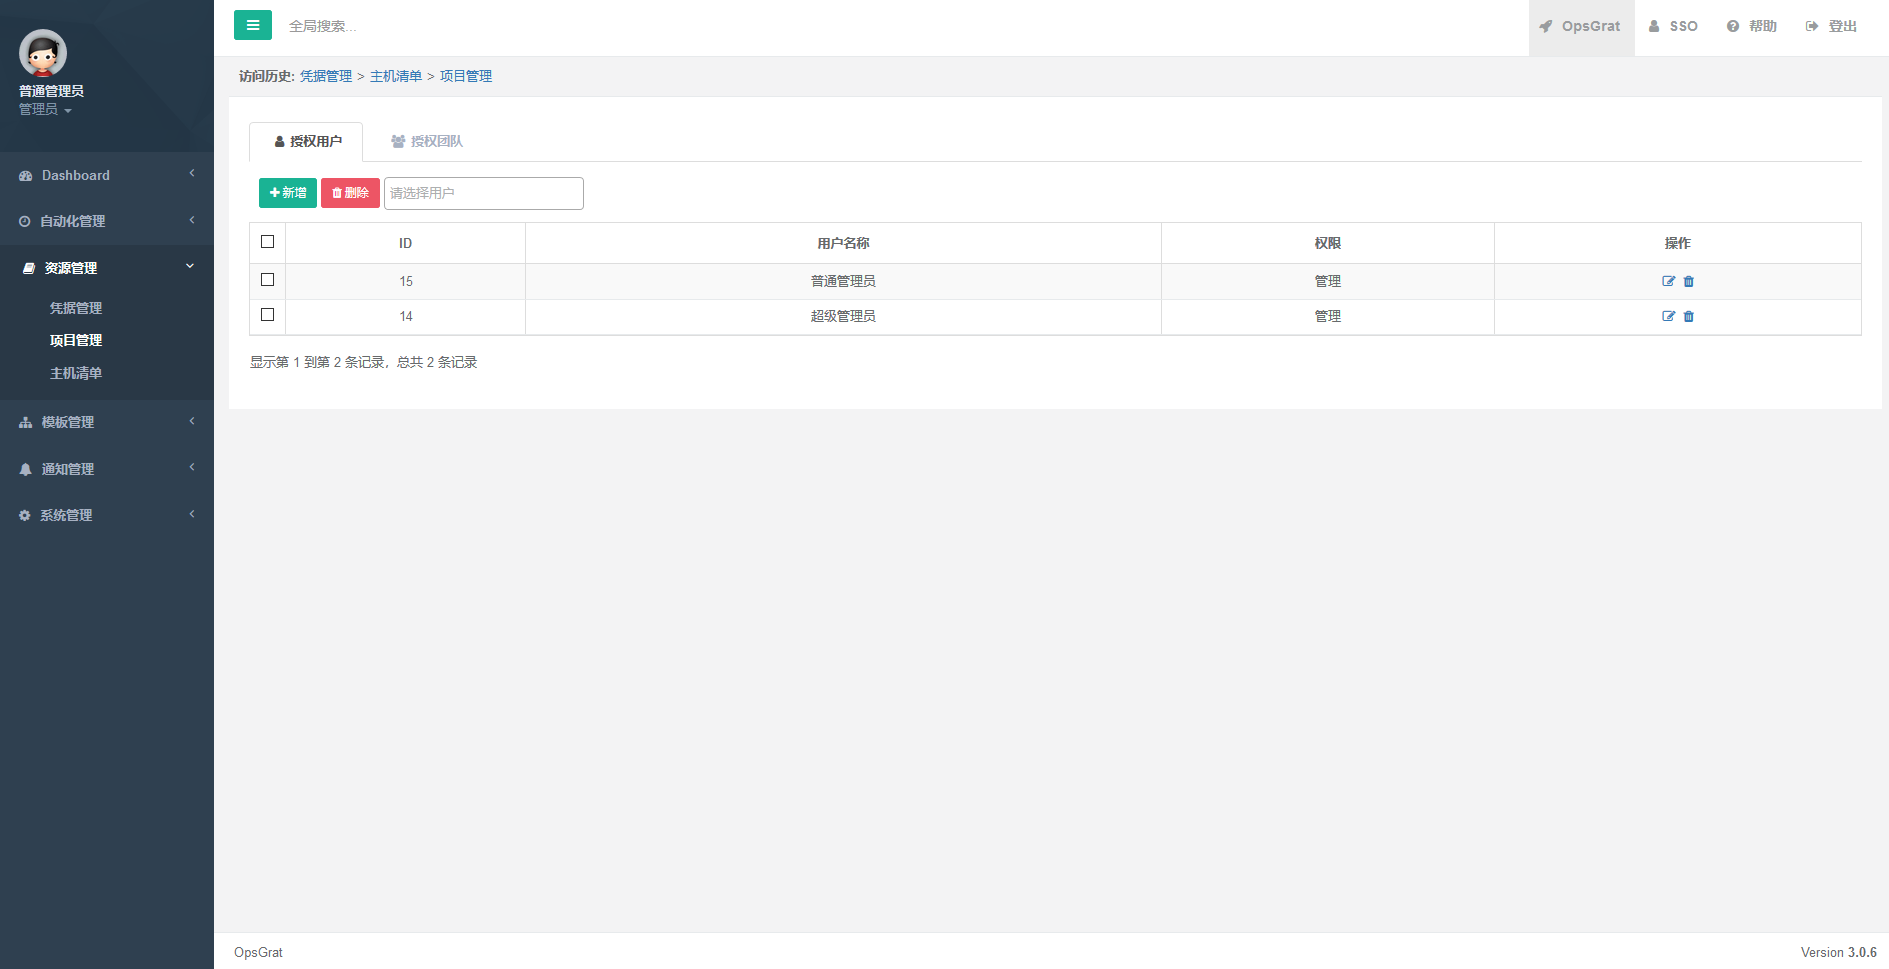 普通管理员
管理员
Dashboard
自动化管理
资源管理
凭据管理
项目管理
主机清单
模板管理
通知管理
系统管理
全局搜索...
OpsGrat
SSO
帮助
登出
访问历史: 凭据管理 > 主机清单 > 项目管理
授权用户
授权团队
新增
删除
请选择用户
ID 用户名称 权限 操作
15 普通管理员 管理
14 超级管理员 管理
显示第 1 到第 2 条记录，总共 2 条记录
OpsGrat
Version 3.0.6